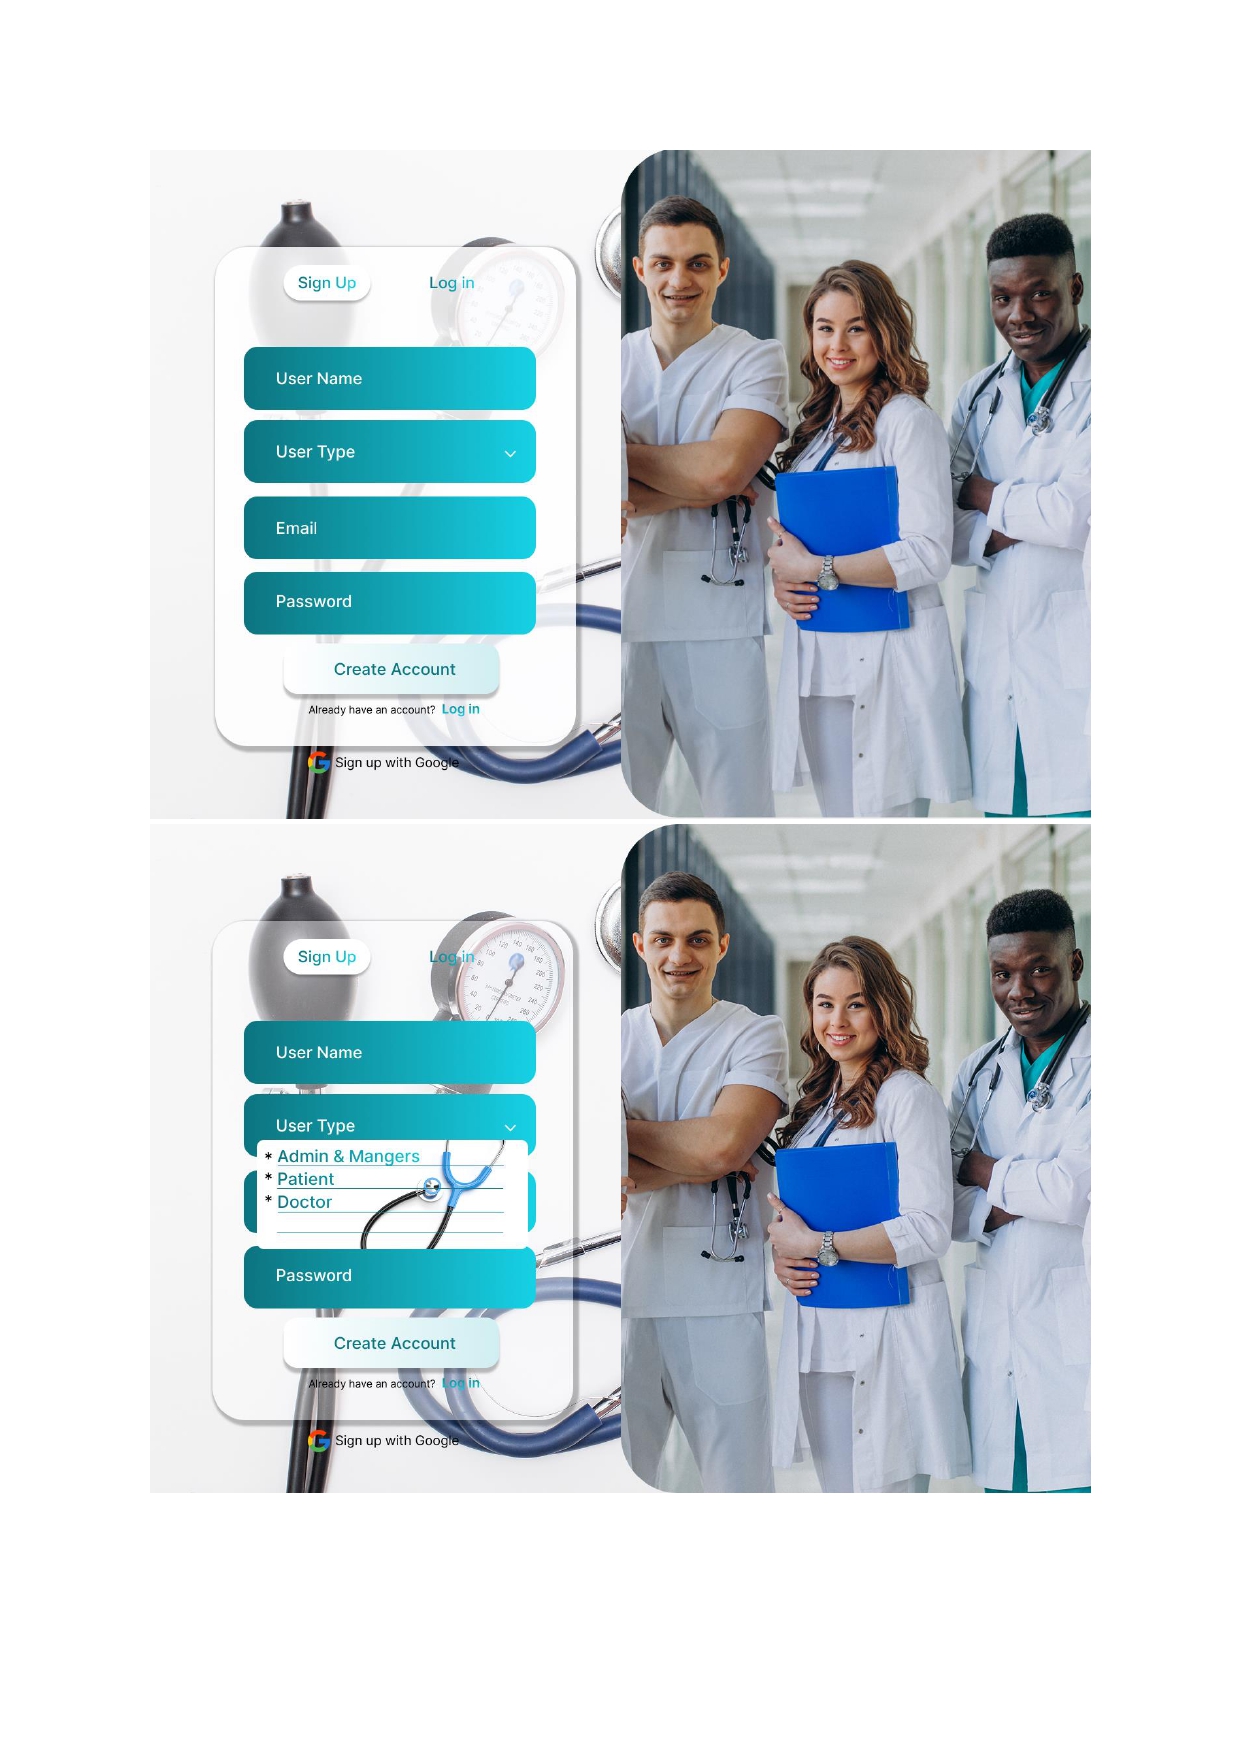 Sign Up Log in
User Name
User Type
Email
Password
Create Account
Already have an account? Log in
Sign up with Google
Sign Up Log in
User Name
User Type
* Admin & Mangers
* Patient
* Doctor
Password
Create Account
Already have an account? Log in
Sign up with Google